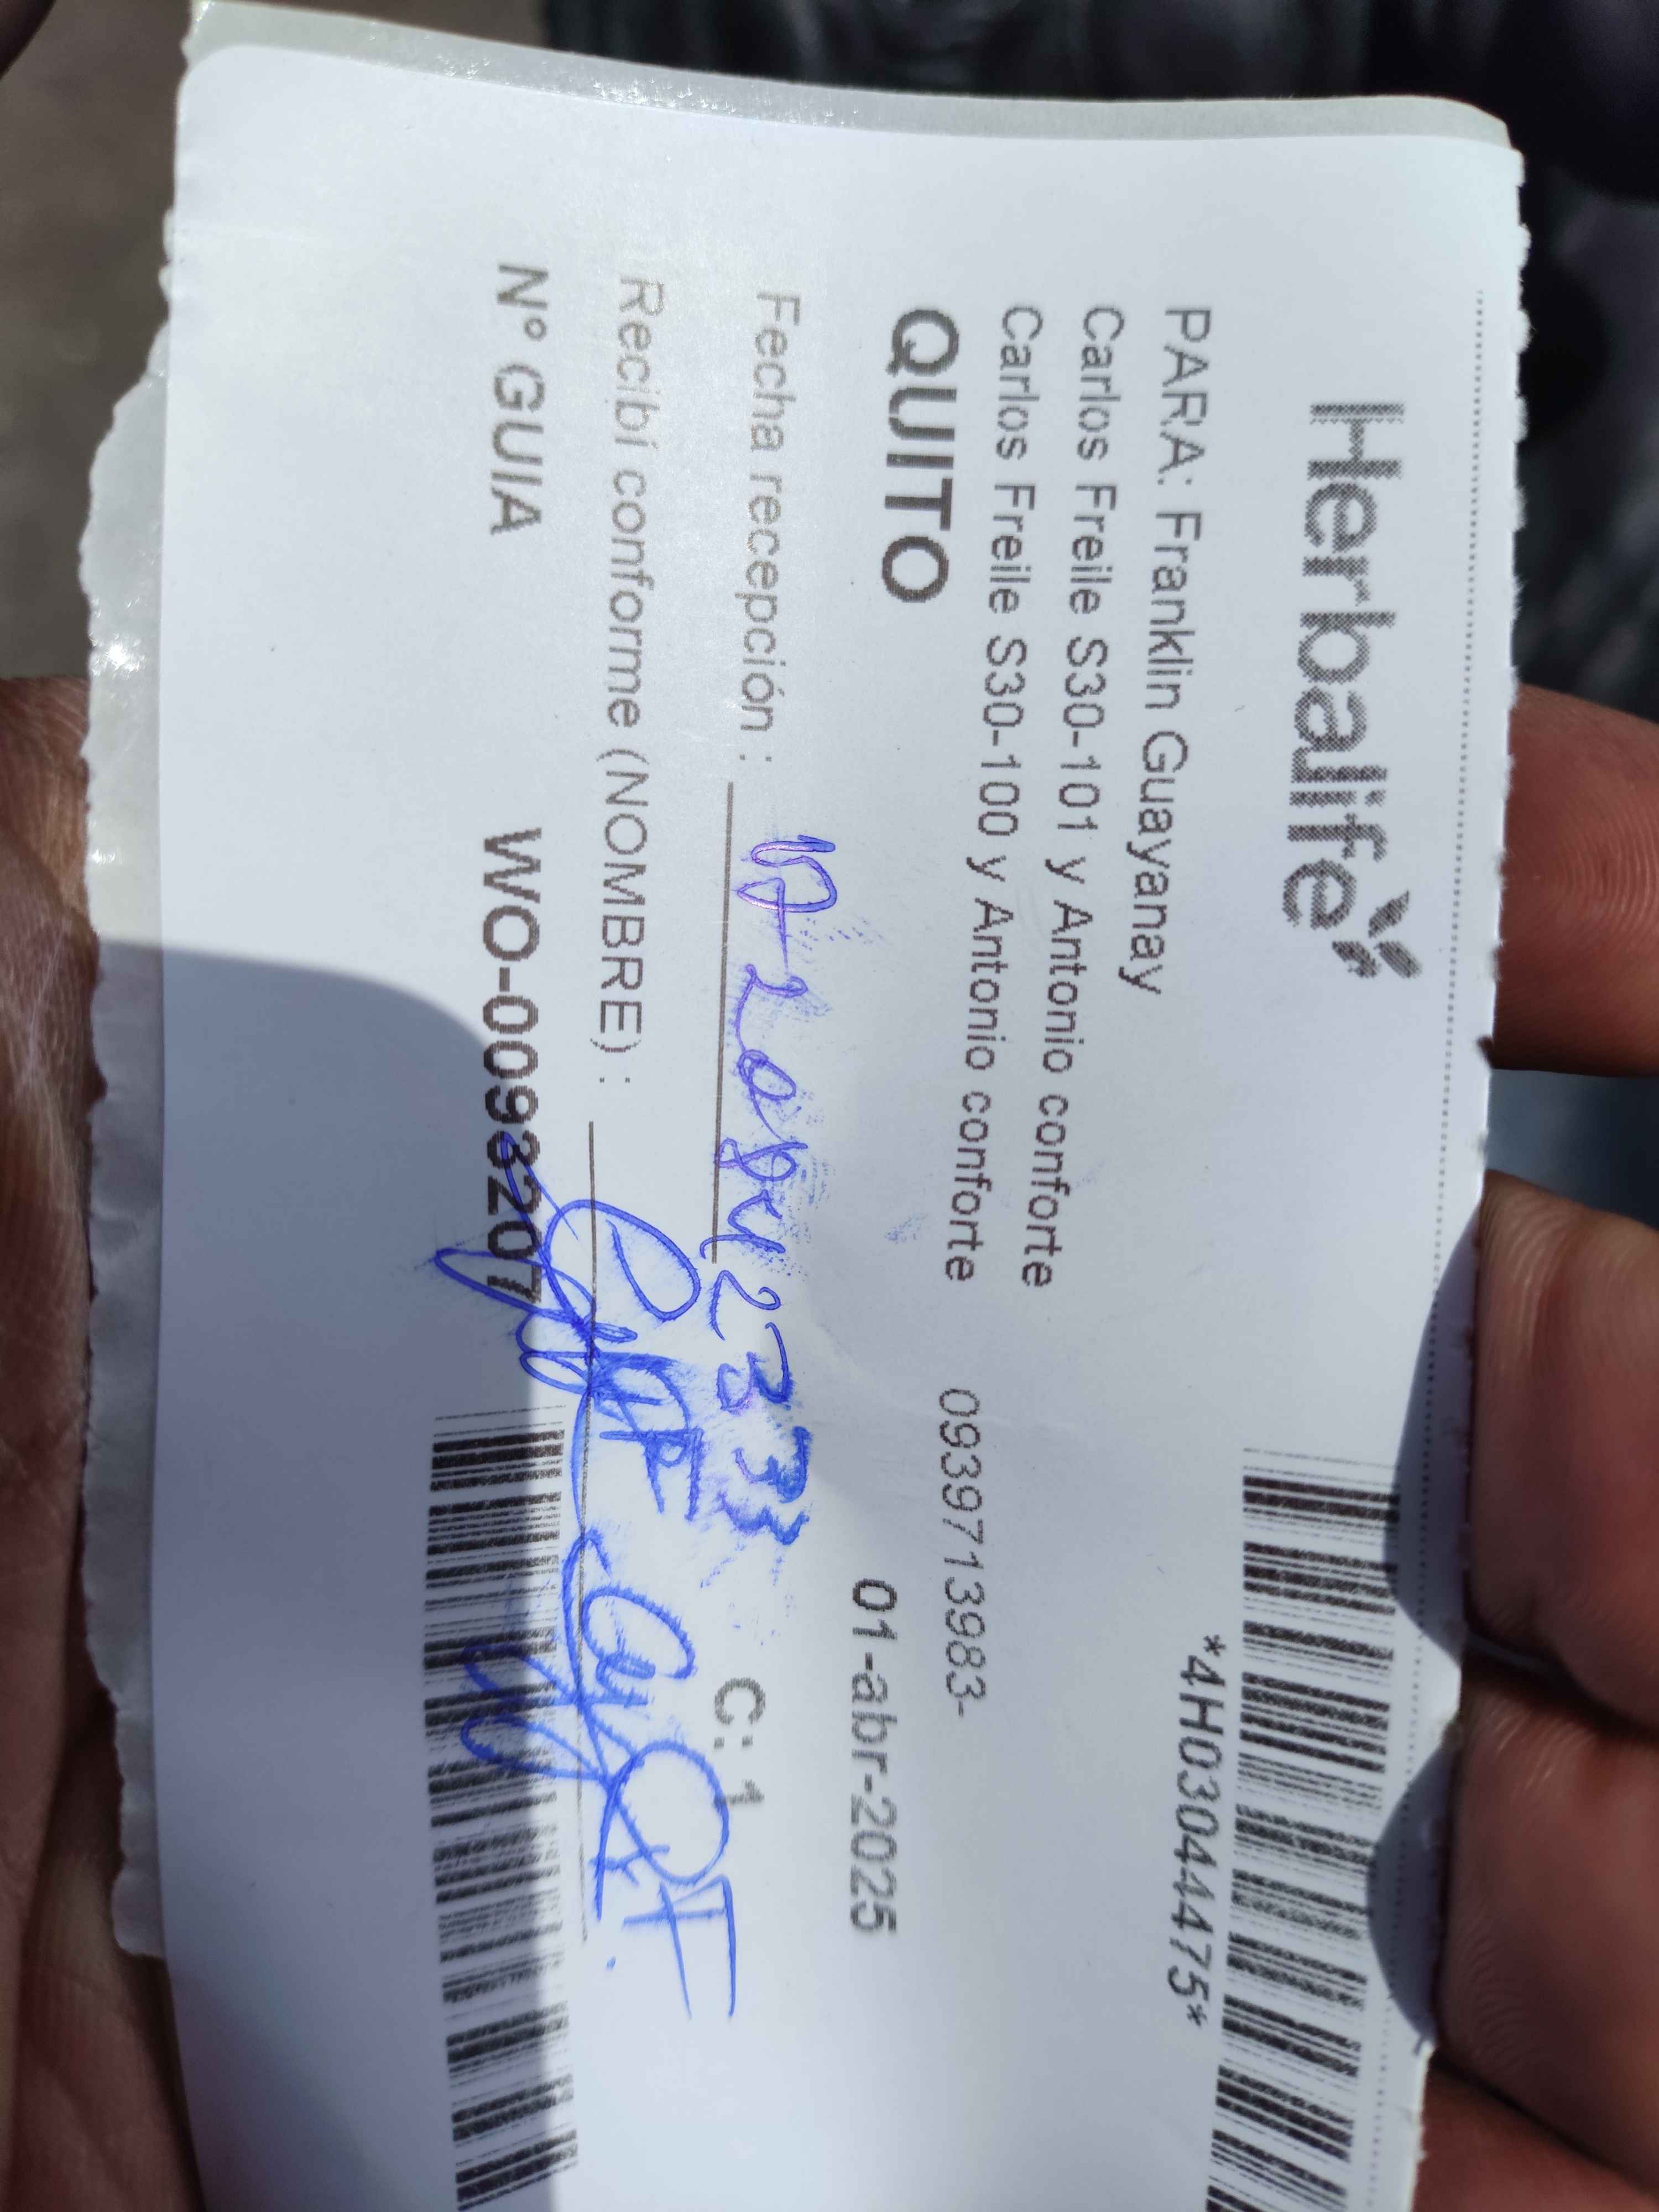 Herbalife
*4H03044475*
PARA: Franklin Guayanay
Carlos Freile S30-101 y Antonio conforte
Carlos Freile S30-100 y Antonio conforte 0939713983-
QUITO 01-abr-2025
Fecha recepción :
C: 1
Recibí conforme (NOMBRE) :
N° GUIA WO-0093207